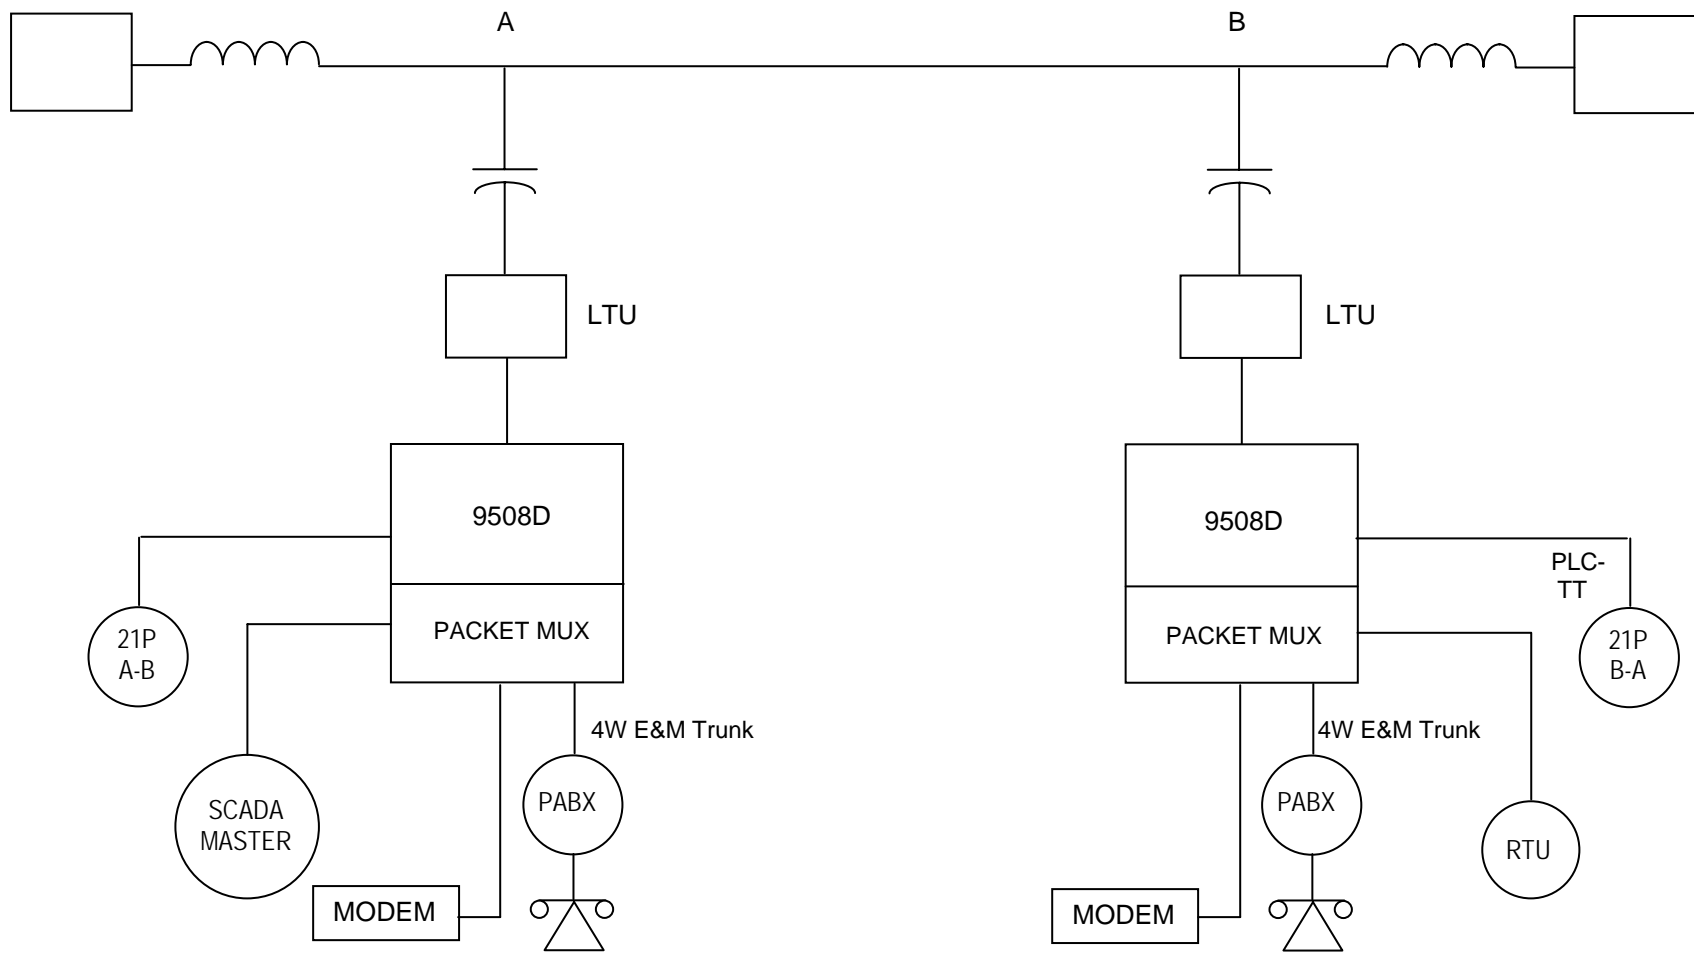 A
B
LTU
LTU
9508D
9508D
PLC-
TT
21P
A-B
PACKET MUX
PACKET MUX
21P
B-A
4W E&M Trunk
4W E&M Trunk
SCADA
MASTER
PABX
PABX
RTU
MODEM
MODEM